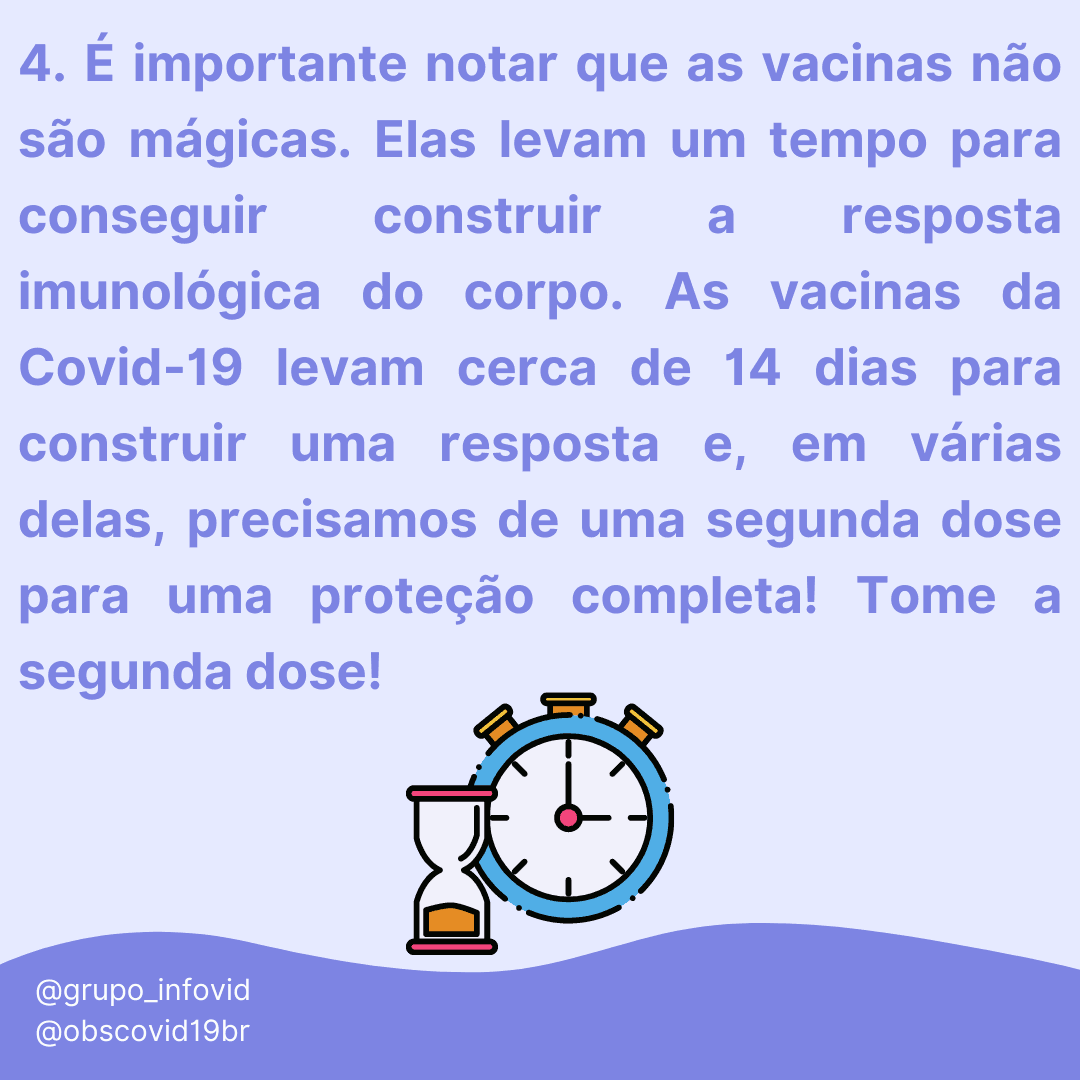 4. É importante notar que as vacinas não
são mágicas. Elas levam um tempo para
conseguir construir a resposta
imunológica do corpo. As vacinas da
Covid-19 levam cerca de 14 dias para
construir uma resposta e, em várias
delas, precisamos de uma segunda dose
para uma proteção completa! Tome a
segunda dose!
@grupo_infovid
@obscovid19br